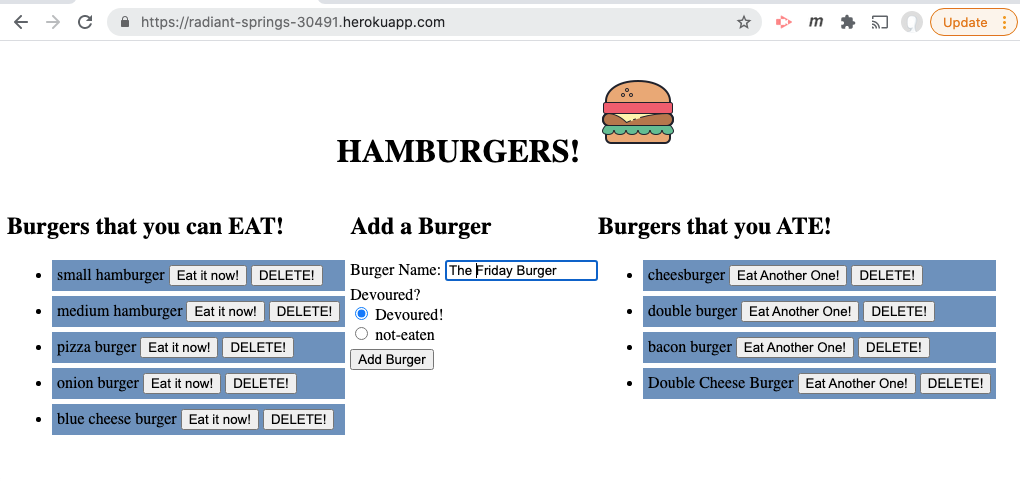 https://radiant-springs-30491.herokuapp.com
m
Update
HAMBURGERS!
Burgers that you can EAT!
small hamburger Eat it now! DELETE!
medium hamburger Eat it now! DELETE!
pizza burger Eat it now! DELETE!
onion burger Eat it now! DELETE!
blue cheese burger Eat it now! DELETE!
Add a Burger
Burger Name: The Friday Burger
Devoured?
Devoured!
not-eaten
Add Burger
Burgers that you ATE!
cheesburger Eat Another One! DELETE!
double burger Eat Another One! DELETE!
bacon burger Eat Another One! DELETE!
Double Cheese Burger Eat Another One! DELETE!